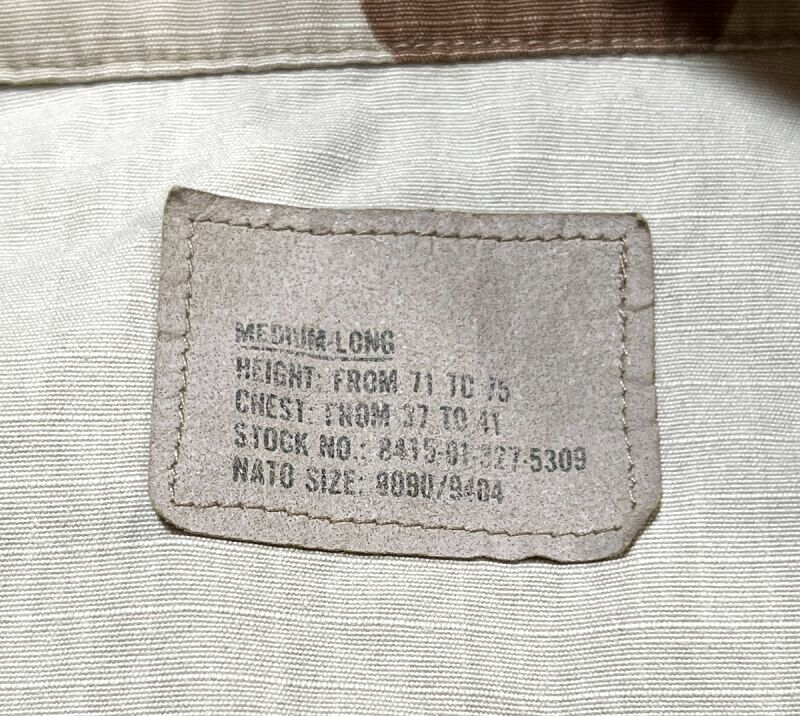 MEDIUM-LONG
HEIGHT: FROM 71 TO 75
CHEST: FROM 37 TO 41
STOCK NO.: 8415-01-327-5309
NATO SIZE: 8090/9404